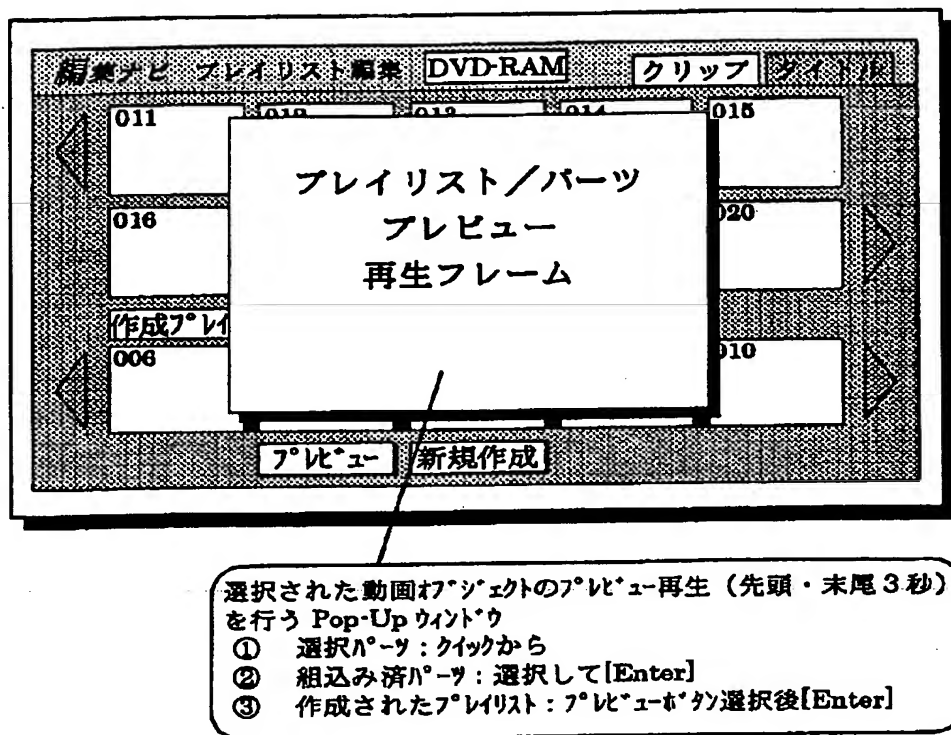 編集ナビ プレイリスト編集 DVD-RAM クリップ タイトル
011 012 013 014 015
プレイリスト／パーツ
プレビュー
再生フレーム
016 020
作成プレイ
006 010
プレビュー 新規作成
選択された動画オブジェクトのプレビュー再生（先頭・末尾３秒）
を行う Pop-Up ウィンドウ
① 選択パーツ：クイックから
② 組込み済パーツ：選択して[Enter]
③ 作成されたプレイリスト：プレビューボタン選択後[Enter]